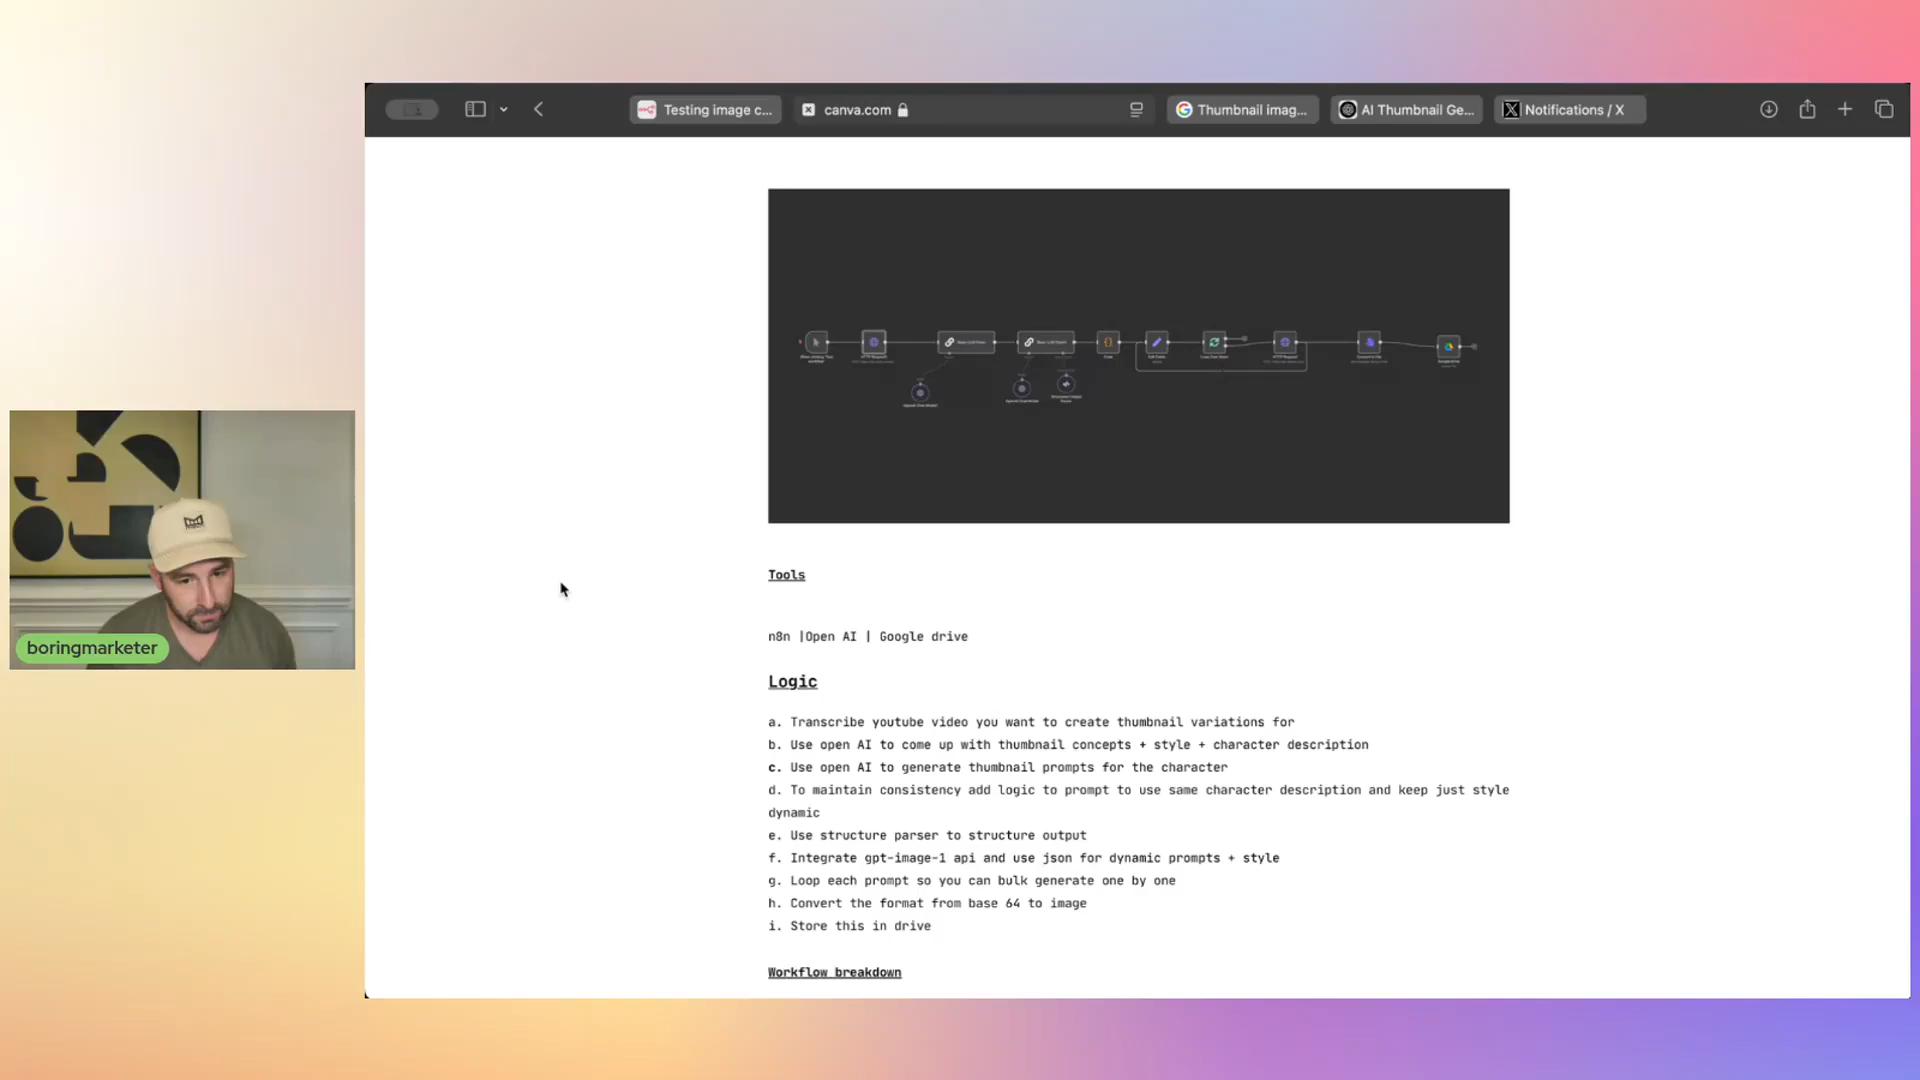 Testing image c...
canva.com
Thumbnail imag...
AI Thumbnail Ge...
Notifications / X
Code
HTTP Request
Tools
n8n |Open AI | Google drive
Logic
a. Transcribe youtube video you want to create thumbnail variations for
b. Use open AI to come up with thumbnail concepts + style + character description
c. Use open AI to generate thumbnail prompts for the character
d. To maintain consistency add logic to prompt to use same character description and keep just style
dynamic
e. Use structure parser to structure output
f. Integrate gpt-image-1 api and use json for dynamic prompts + style
g. Loop each prompt so you can bulk generate one by one
h. Convert the format from base 64 to image
i. Store this in drive
Workflow breakdown
boringmarketer